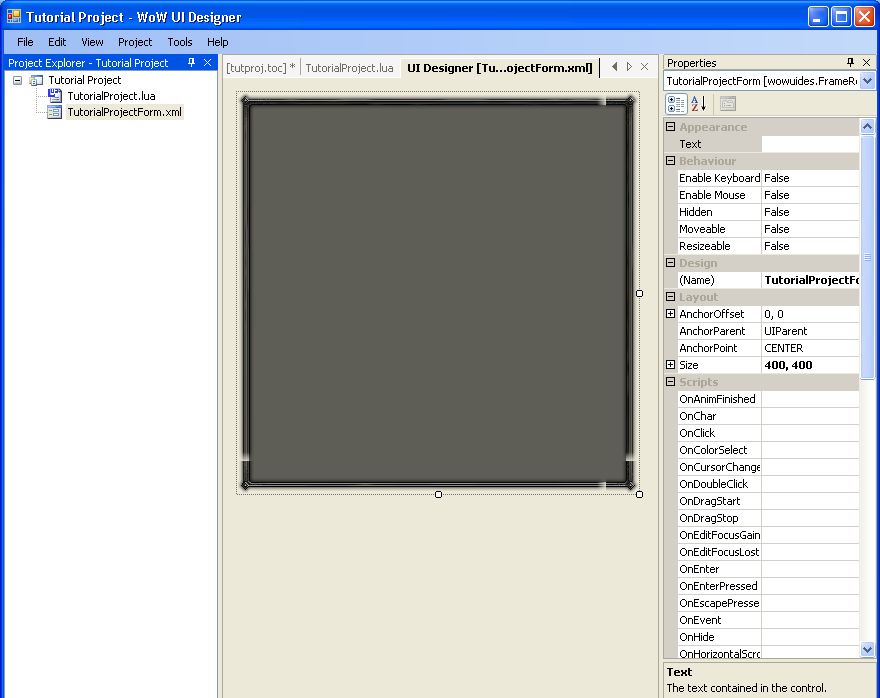 Tutorial Project - WoW UI Designer
File Edit View Project Tools Help
Project Explorer - Tutorial Project
Tutorial Project
TutorialProject.lua
TutorialProjectForm.xml
[tutproj.toc] * TutorialProject.lua UI Designer [Tu...ojectForm.xml]
Properties
TutorialProjectForm [wowuides.FrameRe
Appearance
Text
Behaviour
Enable Keyboard False
Enable Mouse False
Hidden False
Moveable False
Resizeable False
Design
(Name) TutorialProjectFo
Layout
AnchorOffset 0, 0
AnchorParent UIParent
AnchorPoint CENTER
Size 400, 400
Scripts
OnAnimFinished
OnChar
OnClick
OnColorSelect
OnCursorChange
OnDoubleClick
OnDragStart
OnDragStop
OnEditFocusGain
OnEditFocusLost
OnEnter
OnEnterPressed
OnEscapePresse
OnEvent
OnHide
OnHorizontalScro
Text
The text contained in the control.